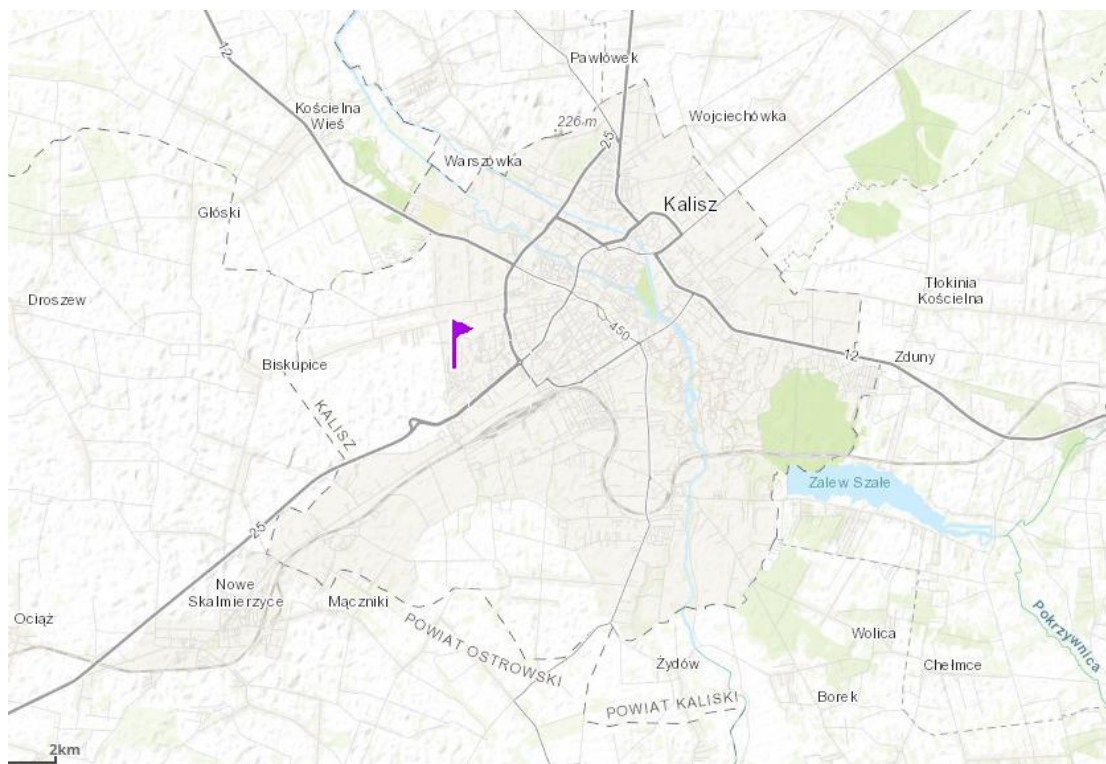 12
Pawłówek
Kościelna
Wieś
226 m
Wojciechówka
25
Warszówka
Kalisz
Głóski
Tłokinia
Kościelna
Droszew
450
12
Zduny
Biskupice
KALISZ
Zalew Szałe
25
Nowe
Skalmierzyce
Mączniki
Ociąż
POWIAT OSTROWSKI
Pokrzywnica
Wolica
Żydów
Chełmce
Borek
POWIAT KALISKI
2km